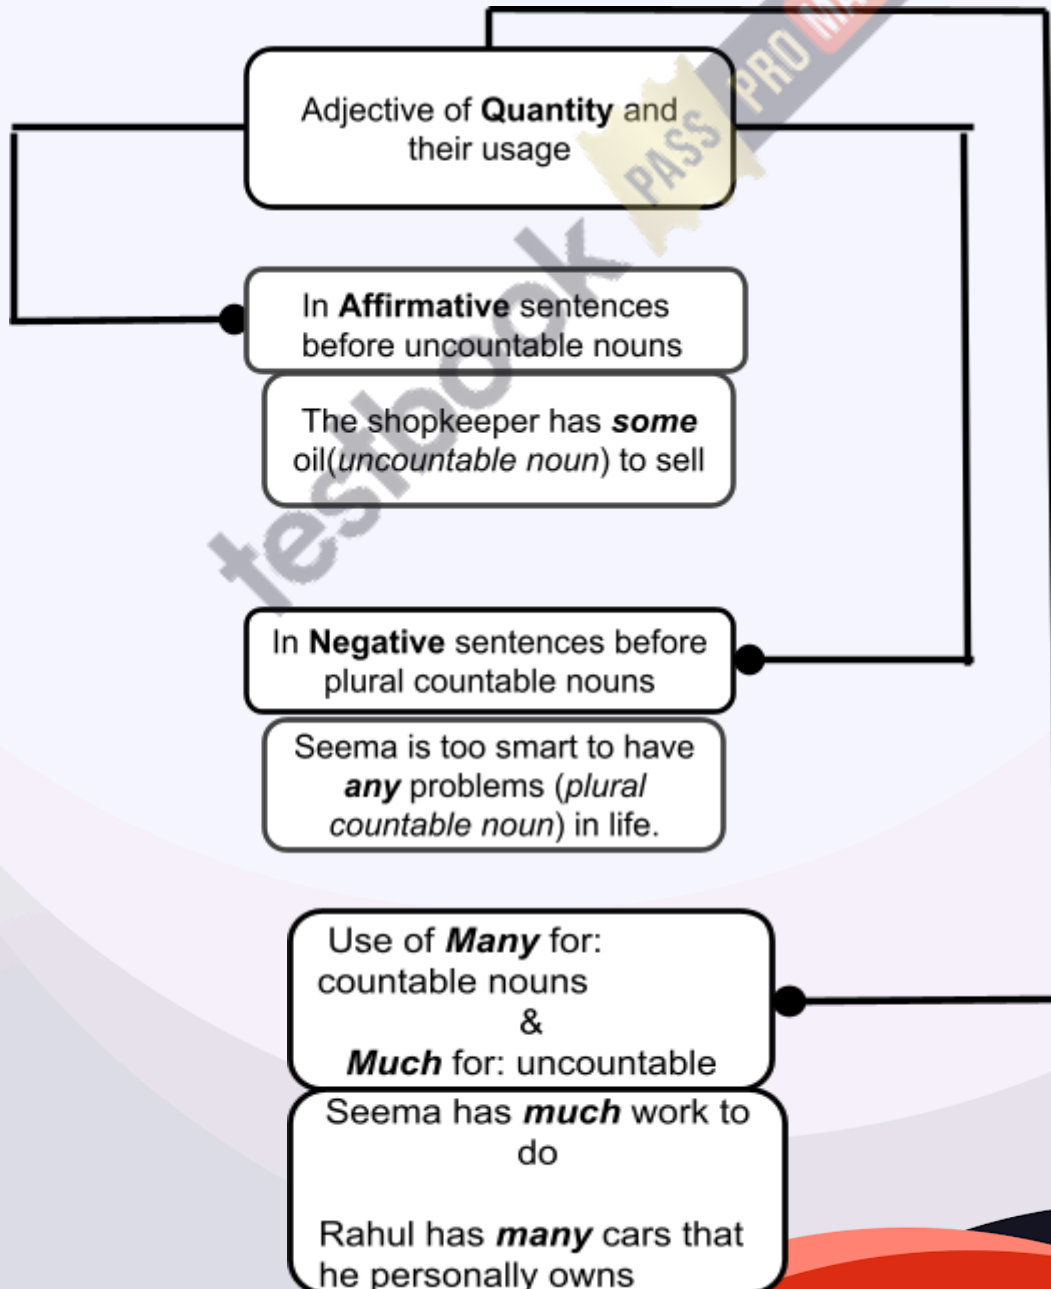 Adjective of Quantity and
their usage
In Affirmative sentences
before uncountable nouns
The shopkeeper has some
oil(uncountable noun) to sell
In Negative sentences before
plural countable nouns
Seema is too smart to have
any problems (plural
countable noun) in life.
Use of Many for:
countable nouns
&
Much for: uncountable
Seema has much work to
do
Rahul has many cars that
he personally owns
testbook
PASS PRO